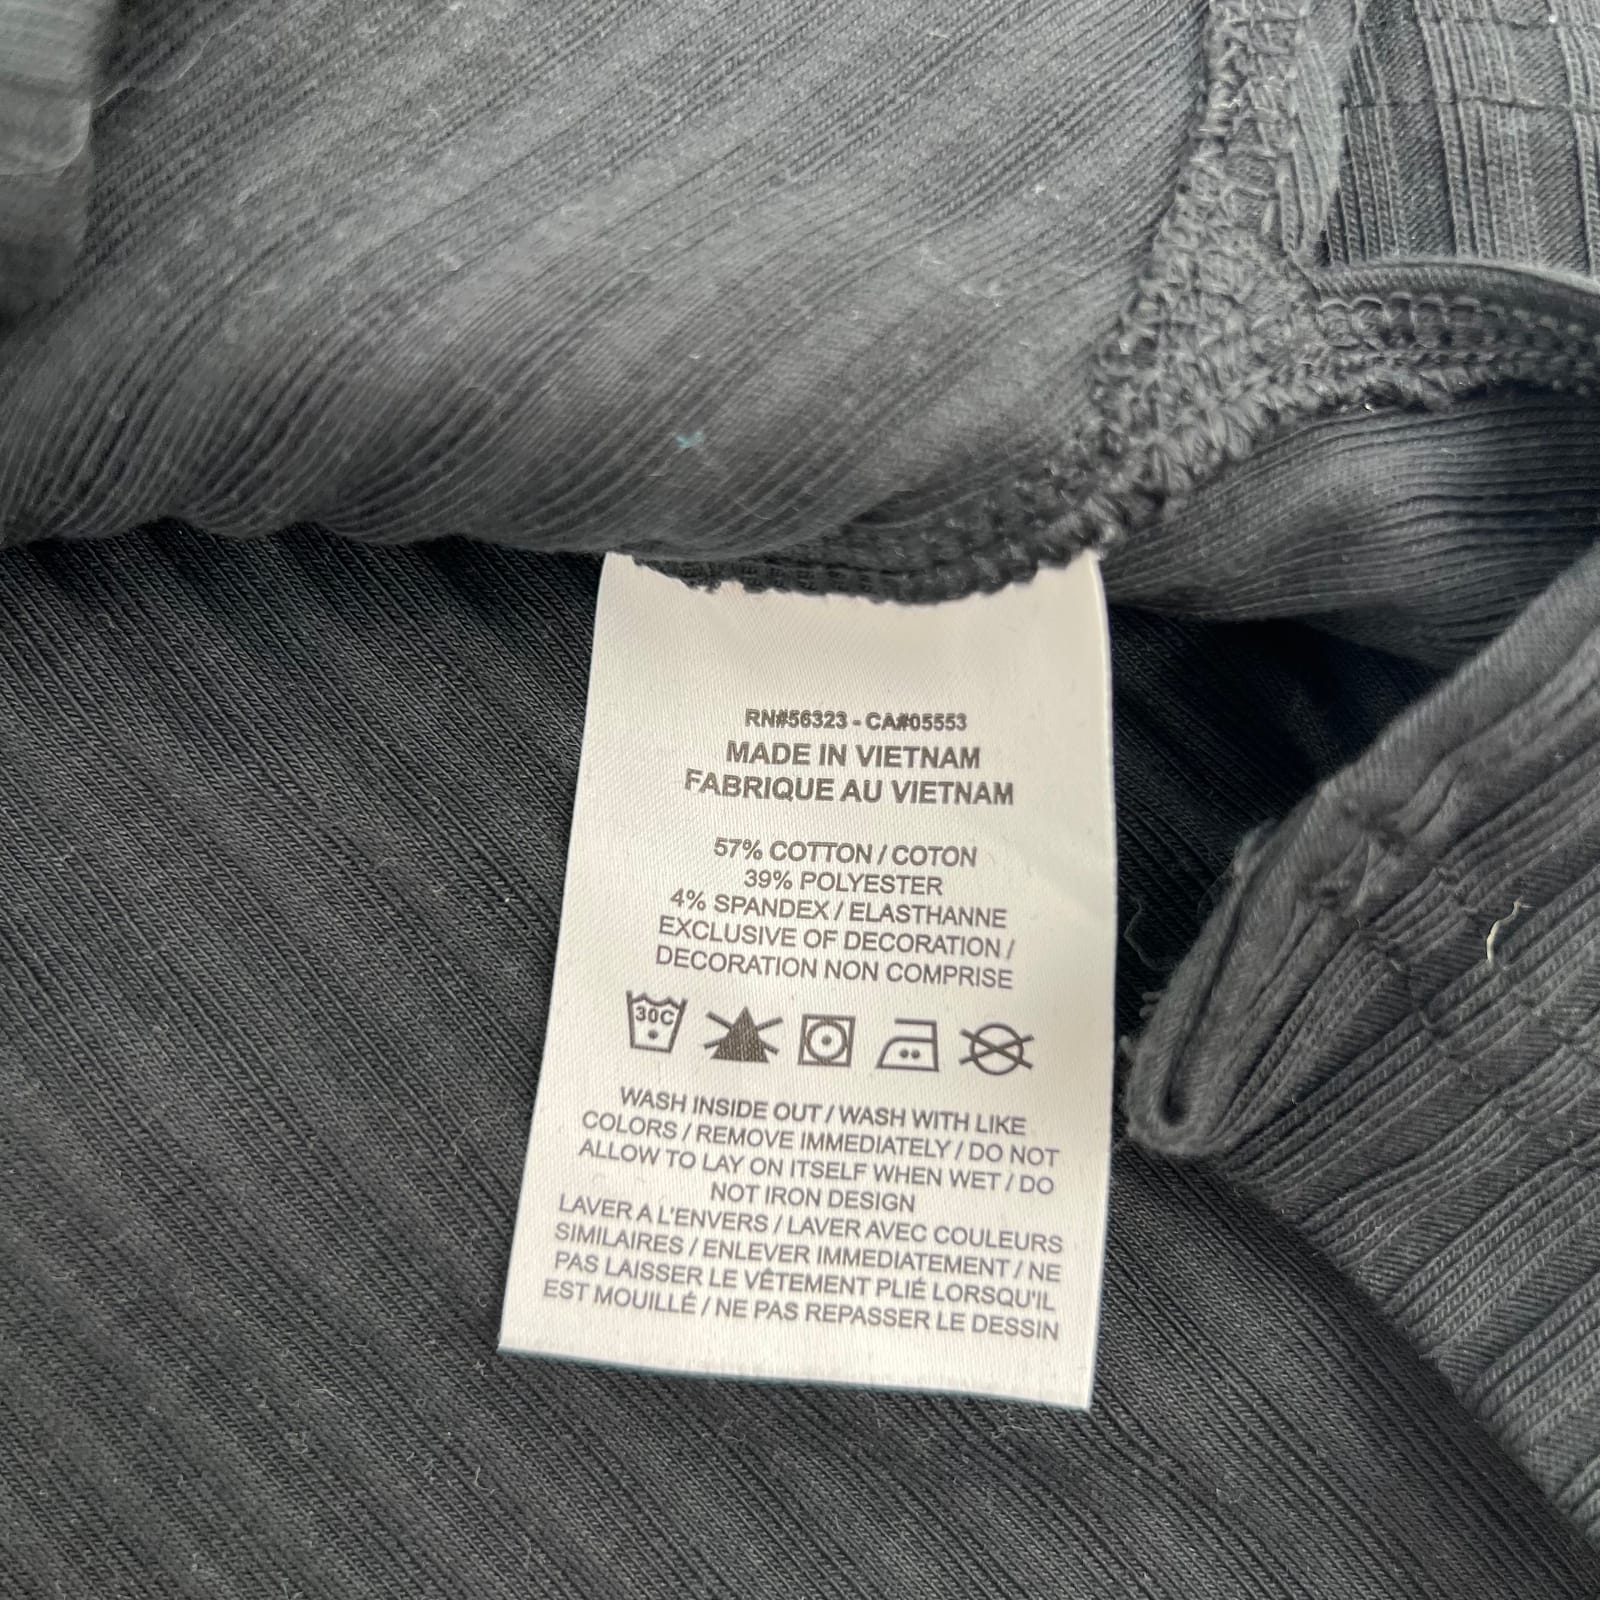 RN#56323 - CA#05553
MADE IN VIETNAM
FABRIQUE AU VIETNAM
57% COTTON / COTON
39% POLYESTER
4% SPANDEX / ELASTHANNE
EXCLUSIVE OF DECORATION /
DECORATION NON COMPRISE
30C
WASH INSIDE OUT / WASH WITH LIKE
COLORS / REMOVE IMMEDIATELY / DO NOT
ALLOW TO LAY ON ITSELF WHEN WET / DO
NOT IRON DESIGN
LAVER A L'ENVERS / LAVER AVEC COULEURS
SIMILAIRES / ENLEVER IMMEDIATEMENT / NE
PAS LAISSER LE VÊTEMENT PLIÉ LORSQU'IL
EST MOUILLÉ / NE PAS REPASSER LE DESSIN